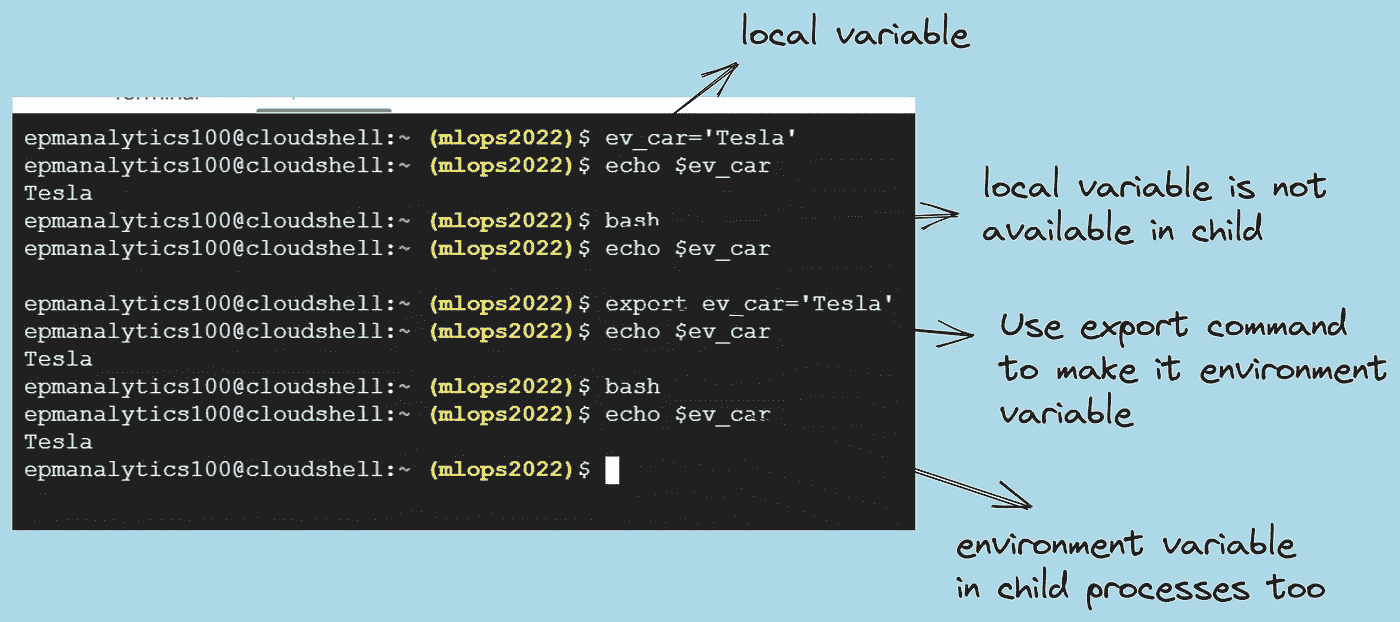 local variable
epmanalytics100@cloudshell:~ (mlops2022)$ ev_car='Tesla'
epmanalytics100@cloudshell:~ (mlops2022)$ echo $ev_car
Tesla
epmanalytics100@cloudshell:~ (mlops2022)$ bash
epmanalytics100@cloudshell:~ (mlops2022)$ echo $ev_car
local variable is not
available in child
epmanalytics100@cloudshell:~ (mlops2022)$ export ev_car='Tesla'
epmanalytics100@cloudshell:~ (mlops2022)$ echo $ev_car
Tesla
epmanalytics100@cloudshell:~ (mlops2022)$ bash
epmanalytics100@cloudshell:~ (mlops2022)$ echo $ev_car
Tesla
epmanalytics100@cloudshell:~ (mlops2022)$
Use export command
to make it environment
variable
environment variable
in child processes too